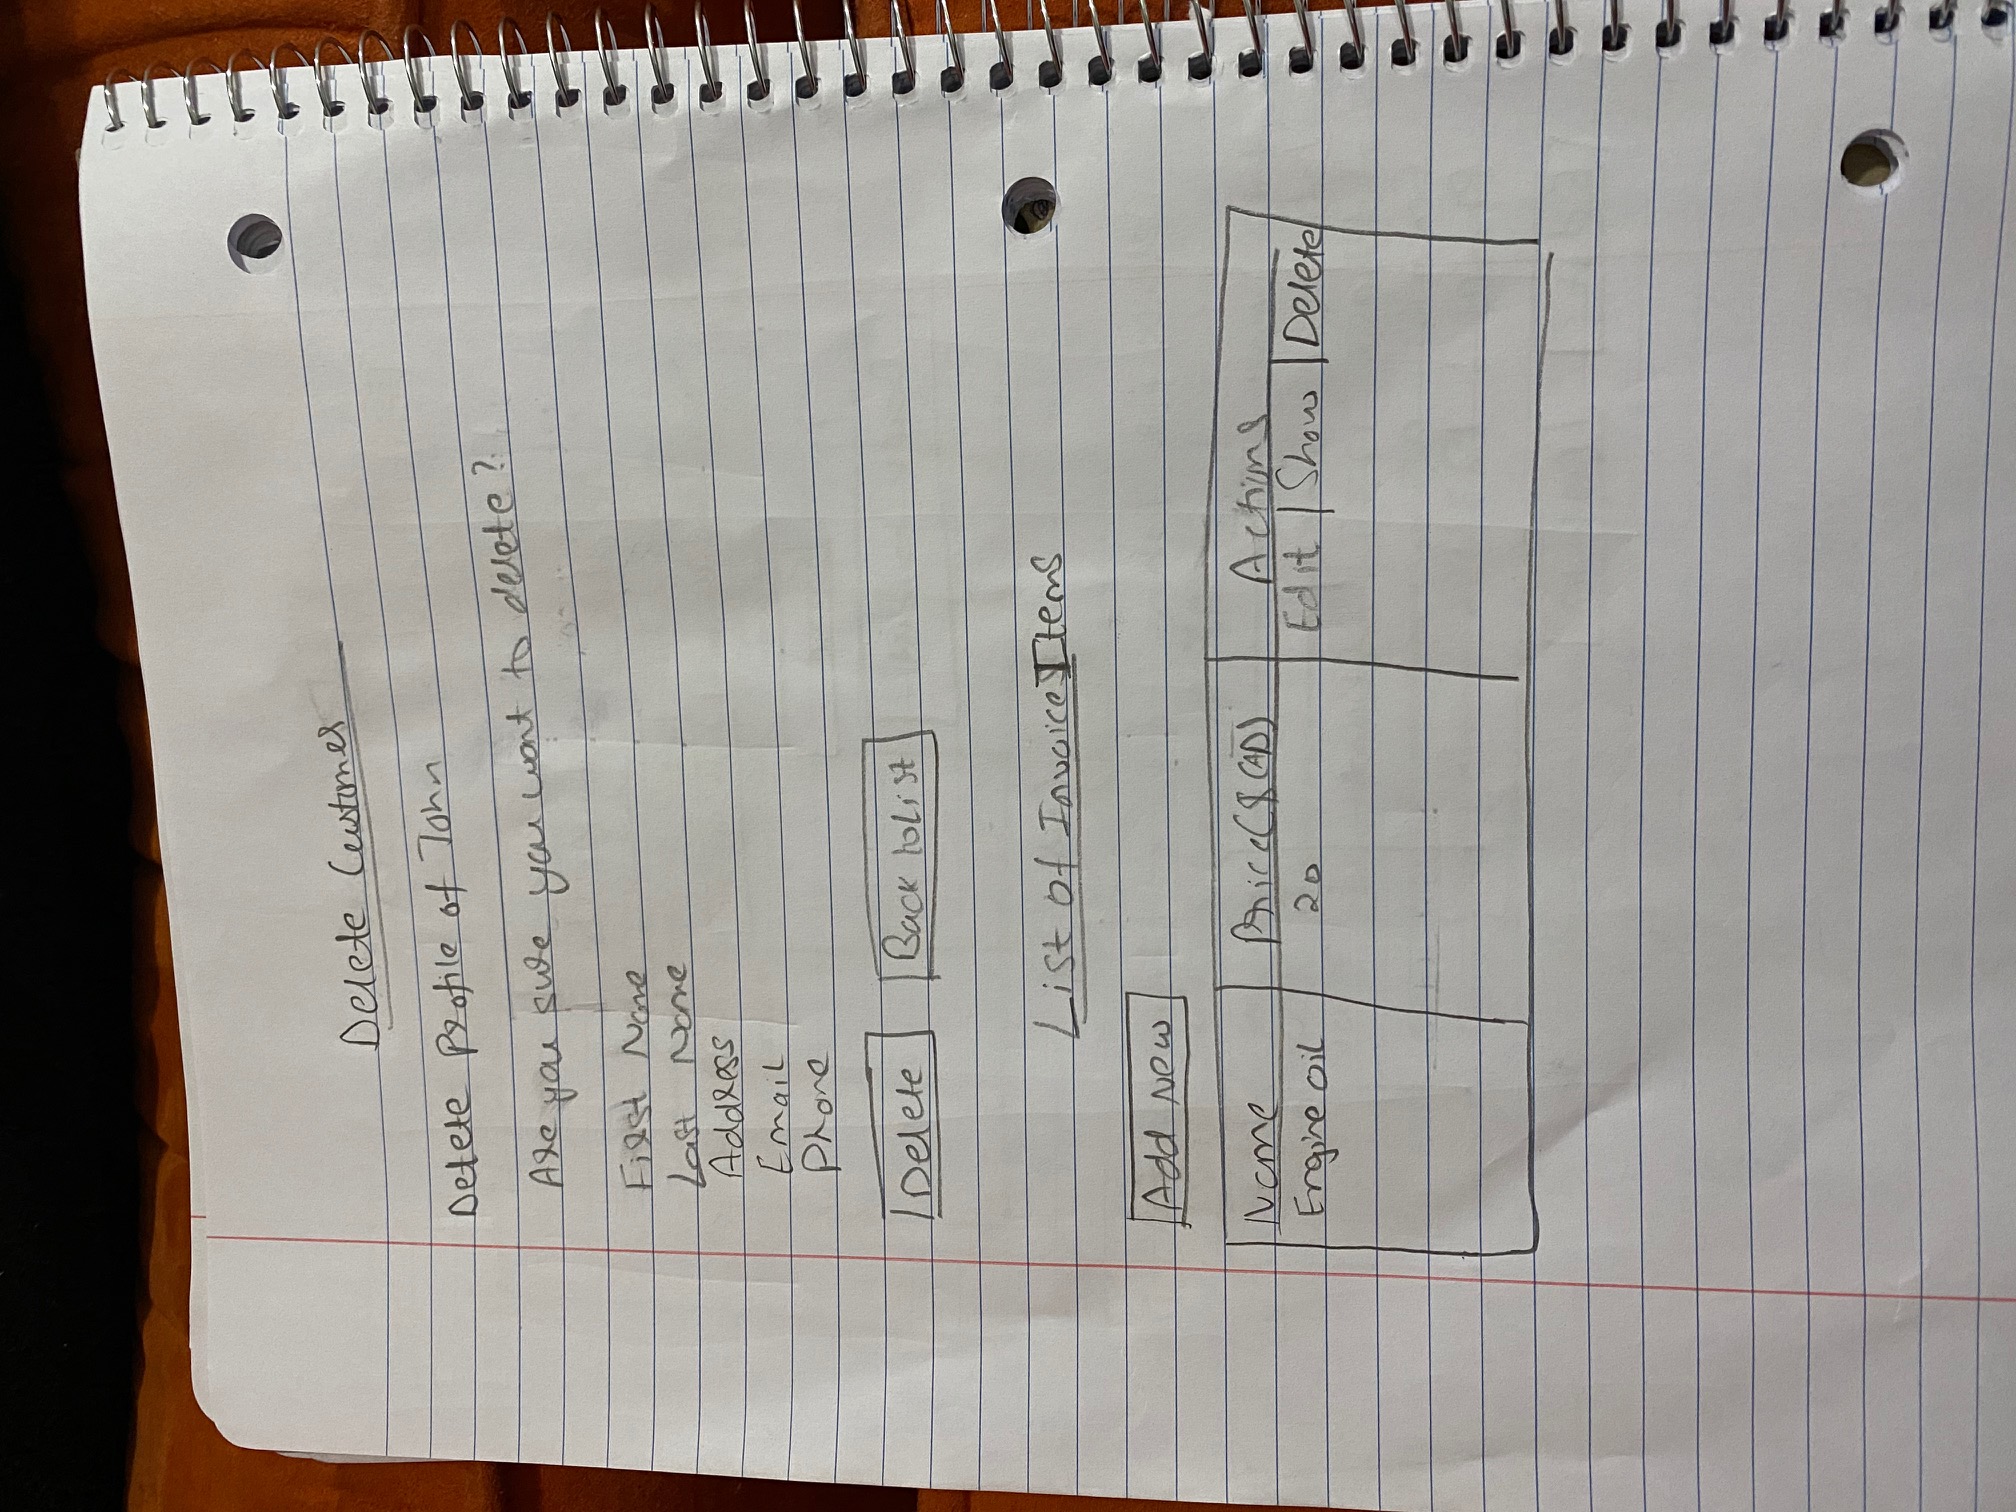 Delete Customer
Delete Profile of John
Are you sure you want to delete?
First Name
Last Name
Address
Email
Phone
Delete Back to List
List of Invoice Items
Add New
Name Price($CAD) Actions
Engine oil 20 Edit | Show | Delete